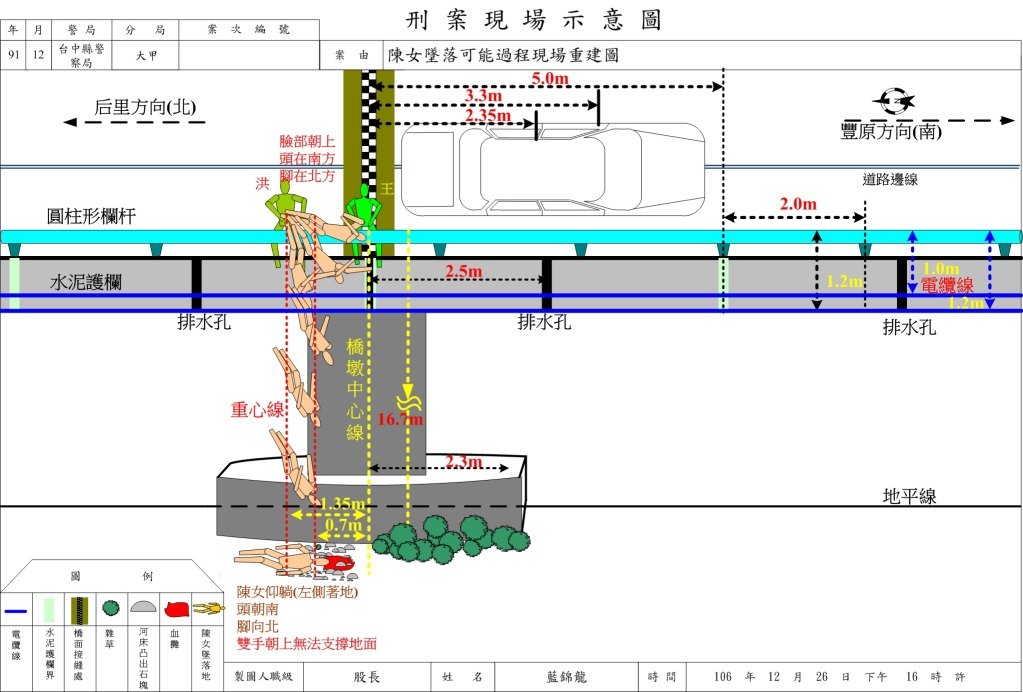 刑案現場示意圖
年 月 警局 分局 案次編號
91 12 台中縣警察局 大甲
案由 陳女墜落可能過程現場重建圖
5.0m
3.3m
2.35m
后里方向(北)
豐原方向(南)
臉部朝上
頭在南方
腳在北方
洪
王
道路邊線
圓柱形欄杆
2.0m
水泥護欄
2.5m
1.2m
1.0m
電纜線
1.2m
排水孔
排水孔
排水孔
橋墩中心線
重心線
16.7m
2.3m
地平線
1.35m
0.7m
圖例
電纜線
水泥護欄界
橋面接縫處
雜草
河床凸出石塊
血攤
陳女墜落地
陳女仰躺(左側著地)
頭朝南
腳向北
雙手朝上無法支撐地面
製圖人職級 股長 姓名 藍錦龍 時間 106 年 12 月 26 日 下午 16 時 許